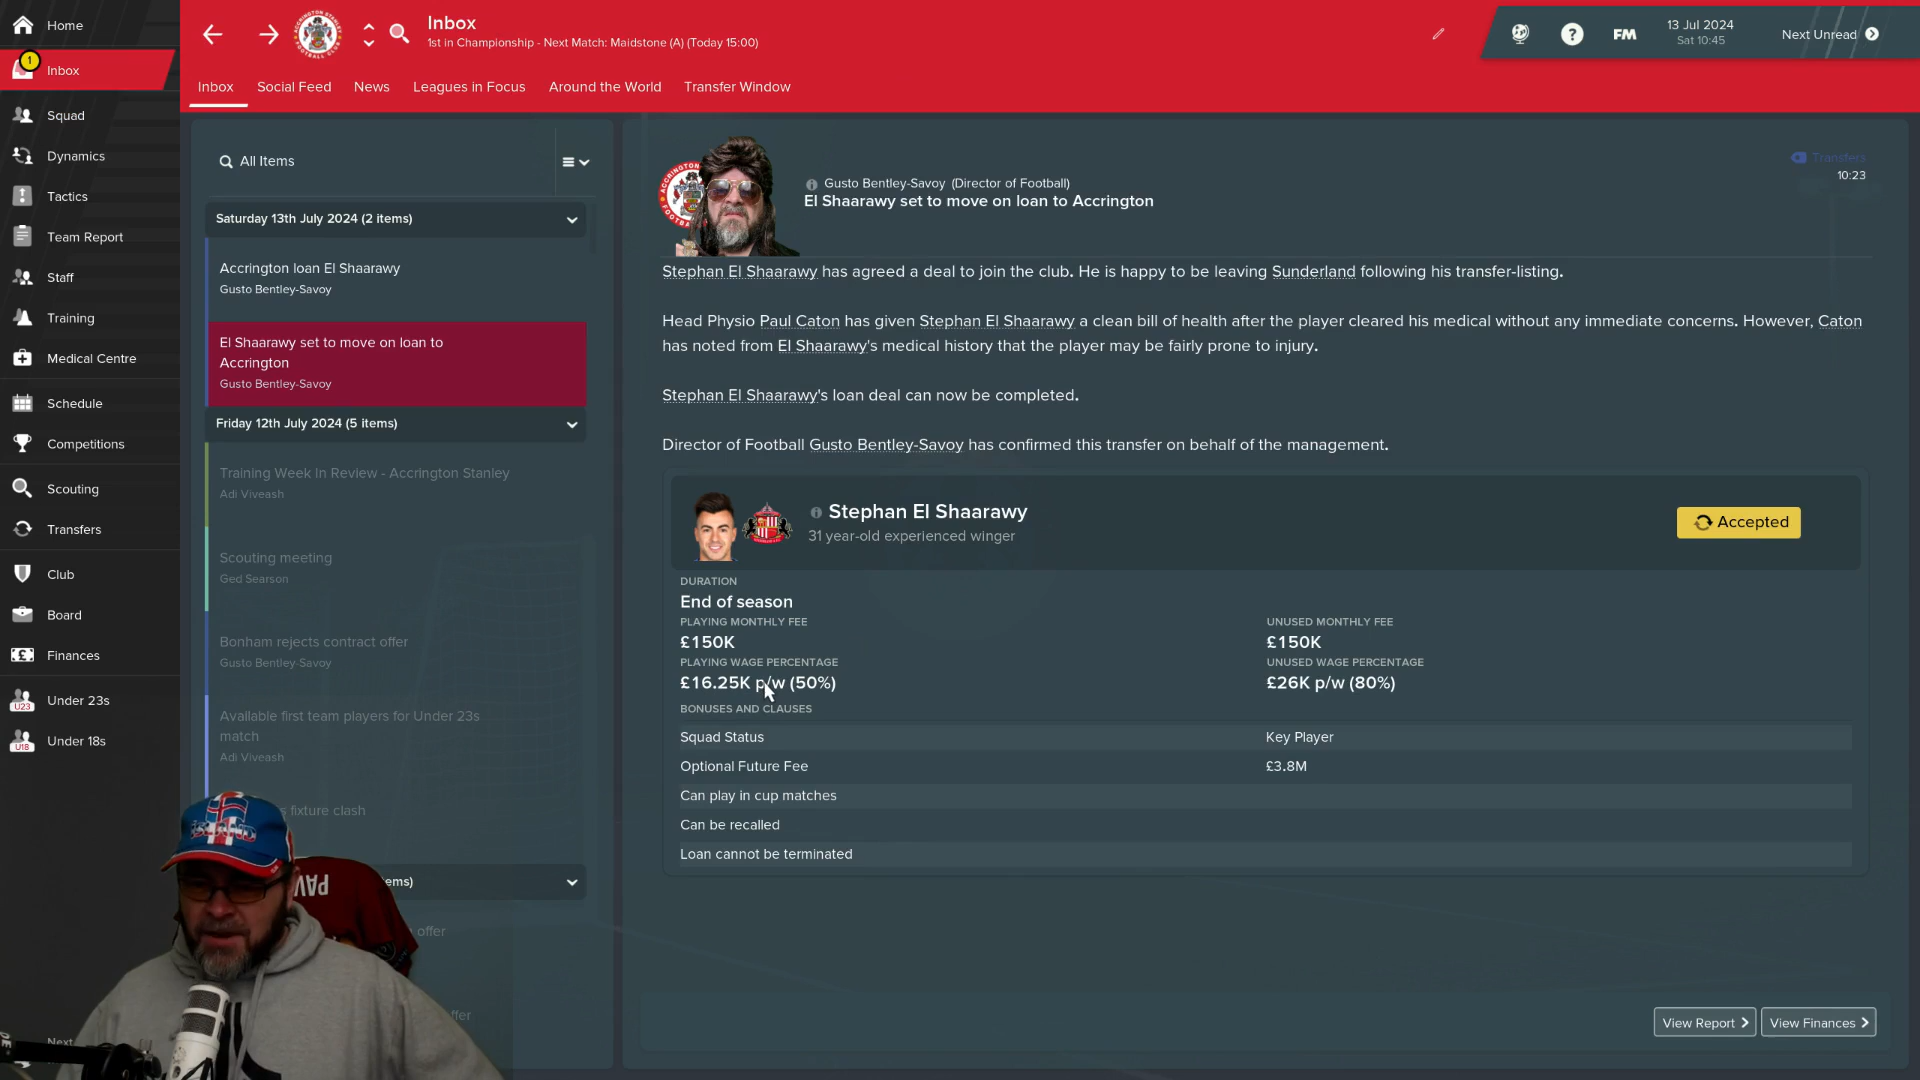 Home
1
Inbox
Squad
Dynamics
Tactics
Team Report
Staff
Training
Medical Centre
Schedule
Competitions
Scouting
Transfers
Club
Board
Finances
U23
Under 23s
U18
Under 18s
Next
Inbox
1st in Championship - Next Match: Maidstone (A) (Today 15:00)
?
FM
13 Jul 2024
Sat 10:45
Next Unread
Inbox
Social Feed
News
Leagues in Focus
Around the World
Transfer Window
All Items
Saturday 13th July 2024 (2 items)
Accrington loan El Shaarawy
Gusto Bentley-Savoy
El Shaarawy set to move on loan to
Accrington
Gusto Bentley-Savoy
Friday 12th July 2024 (5 items)
Training Week In Review - Accrington Stanley
Adi Viveash
Scouting meeting
Ged Searson
Bonham rejects contract offer
Gusto Bentley-Savoy
Available first team players for Under 23s
match
Adi Viveash
fixture clash
ems)
offer
ffer
Gusto Bentley-Savoy (Director of Football)
El Shaarawy set to move on loan to Accrington
Transfers
10:23
Stephan El Shaarawy has agreed a deal to join the club. He is happy to be leaving Sunderland following his transfer-listing.
Head Physio Paul Caton has given Stephan El Shaarawy a clean bill of health after the player cleared his medical without any immediate concerns. However, Caton
has noted from El Shaarawy's medical history that the player may be fairly prone to injury.
Stephan El Shaarawy's loan deal can now be completed.
Director of Football Gusto Bentley-Savoy has confirmed this transfer on behalf of the management.
Stephan El Shaarawy
31 year-old experienced winger
Accepted
DURATION
End of season
PLAYING MONTHLY FEE
£150K
UNUSED MONTHLY FEE
£150K
PLAYING WAGE PERCENTAGE
£16.25K p/w (50%)
UNUSED WAGE PERCENTAGE
£26K p/w (80%)
BONUSES AND CLAUSES
Squad Status
Key Player
Optional Future Fee
£3.8M
Can play in cup matches
Can be recalled
Loan cannot be terminated
View Report
View Finances